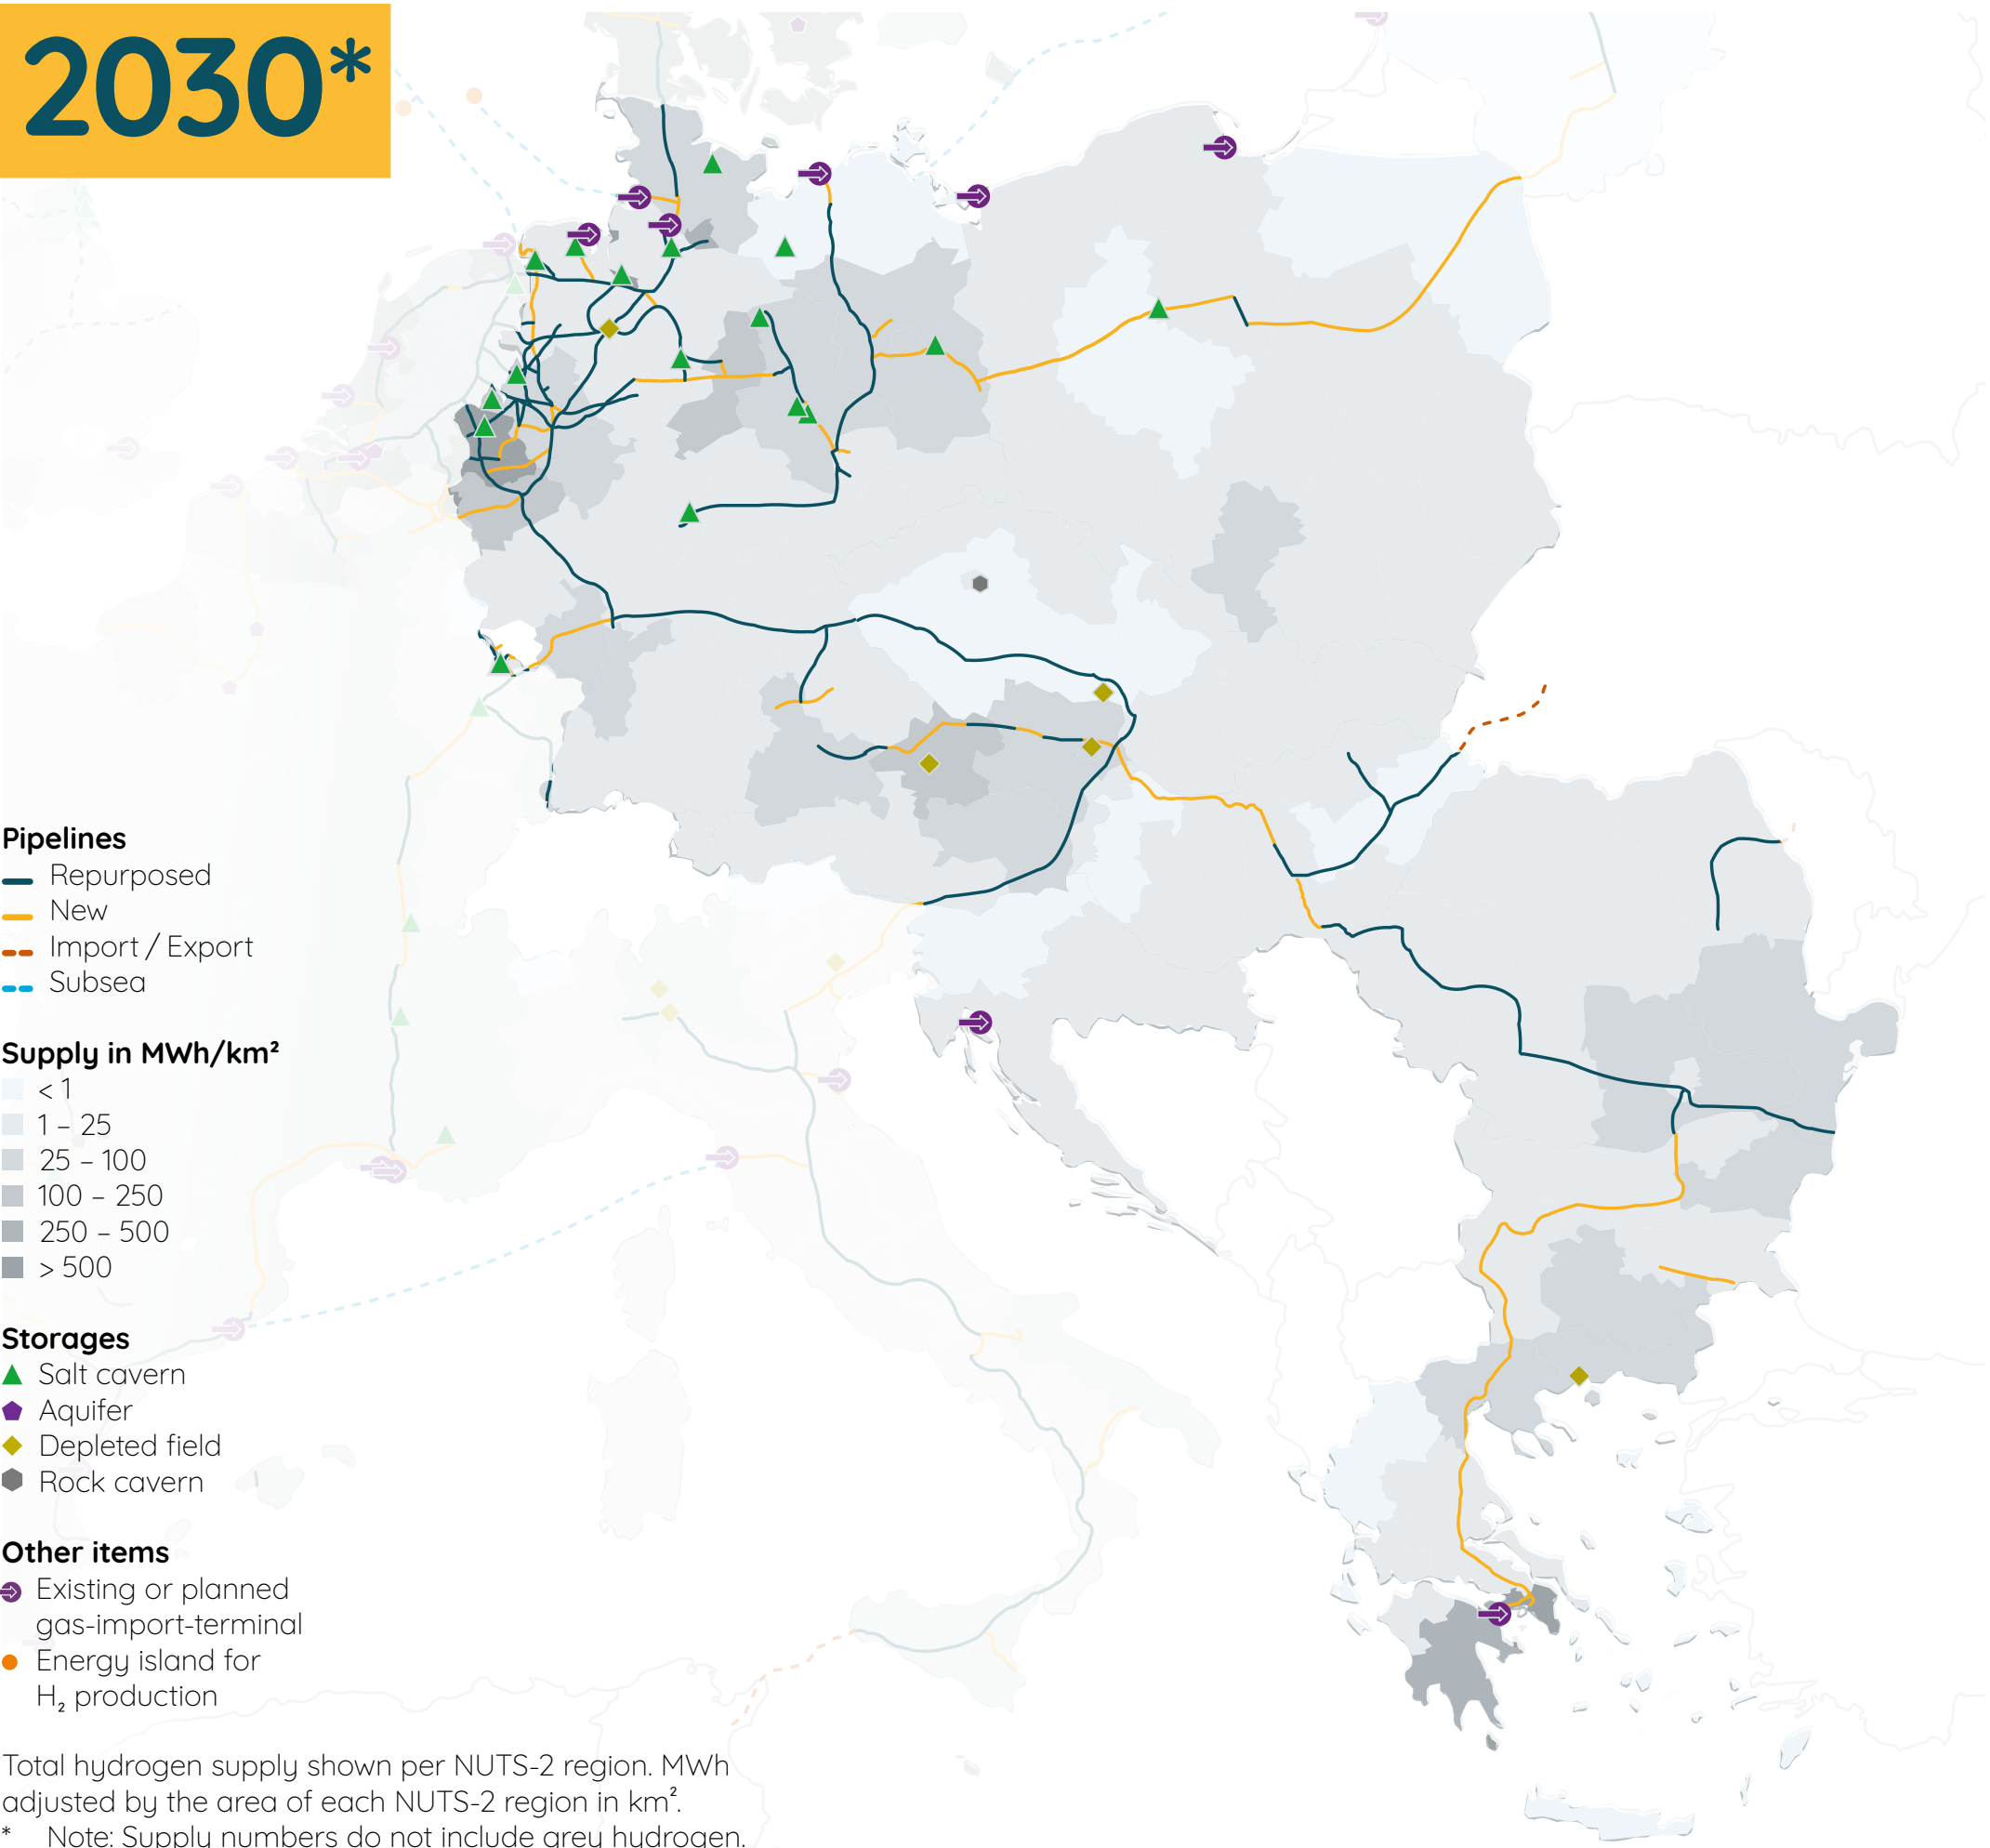 2030*
Pipelines
Repurposed
New
Import / Export
Subsea
Supply in MWh/km²
< 1
1 – 25
25 – 100
100 – 250
250 – 500
> 500
Storages
Salt cavern
Aquifer
Depleted field
Rock cavern
Other items
Existing or planned
gas-import-terminal
Energy island for
H₂ production
Total hydrogen supply shown per NUTS-2 region. MWh
adjusted by the area of each NUTS-2 region in km².
* Note: Supply numbers do not include grey hydrogen.